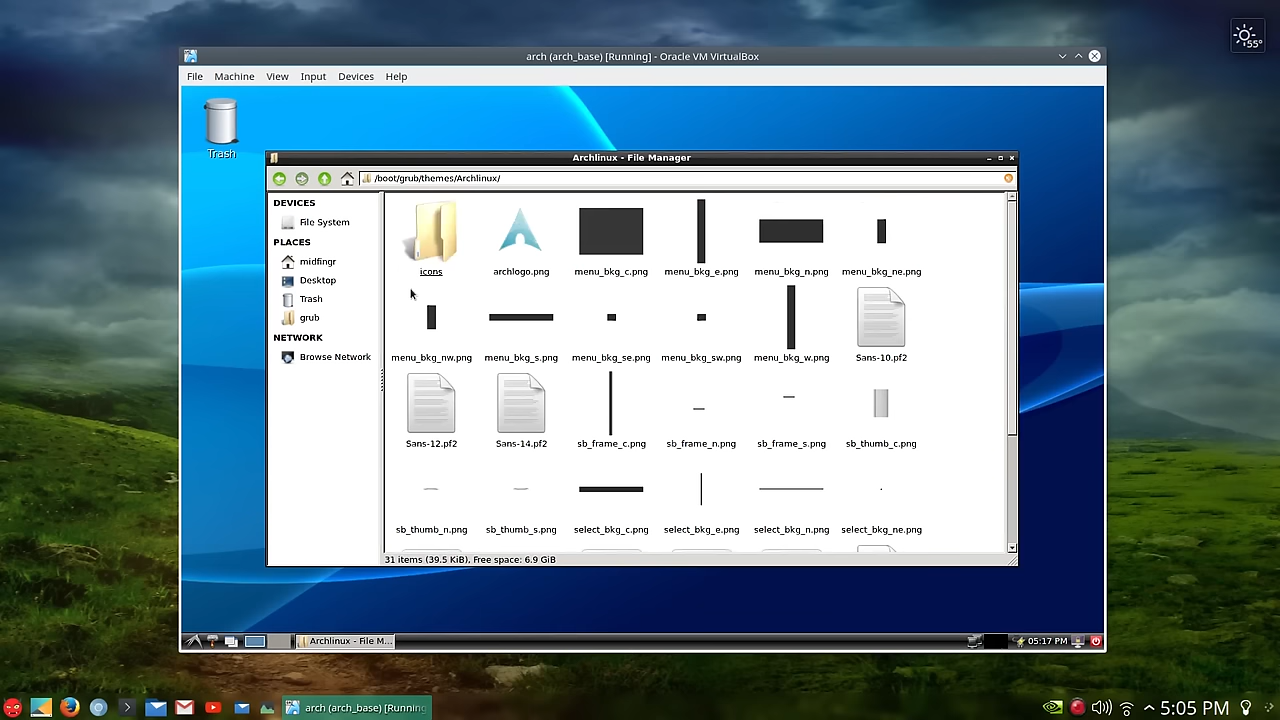 arch (arch_base) [Running] - Oracle VM VirtualBox
File Machine View Input Devices Help
55°
Trash
Archlinux - File Manager
/boot/grub/themes/Archlinux/
DEVICES
File System
PLACES
midfingr
Desktop
Trash
grub
NETWORK
Browse Network
icons archlogo.png menu_bkg_c.png menu_bkg_e.png menu_bkg_n.png menu_bkg_ne.png
menu_bkg_nw.png menu_bkg_s.png menu_bkg_se.png menu_bkg_sw.png menu_bkg_w.png Sans-10.pf2
Sans-12.pf2 Sans-14.pf2 sb_frame_c.png sb_frame_n.png sb_frame_s.png sb_thumb_c.png
sb_thumb_n.png sb_thumb_s.png select_bkg_c.png select_bkg_e.png select_bkg_n.png select_bkg_ne.png
31 items (39.5 KiB), Free space: 6.9 GiB
Archlinux - File M... 05:17 PM
arch (arch_base) [Running 5:05 PM